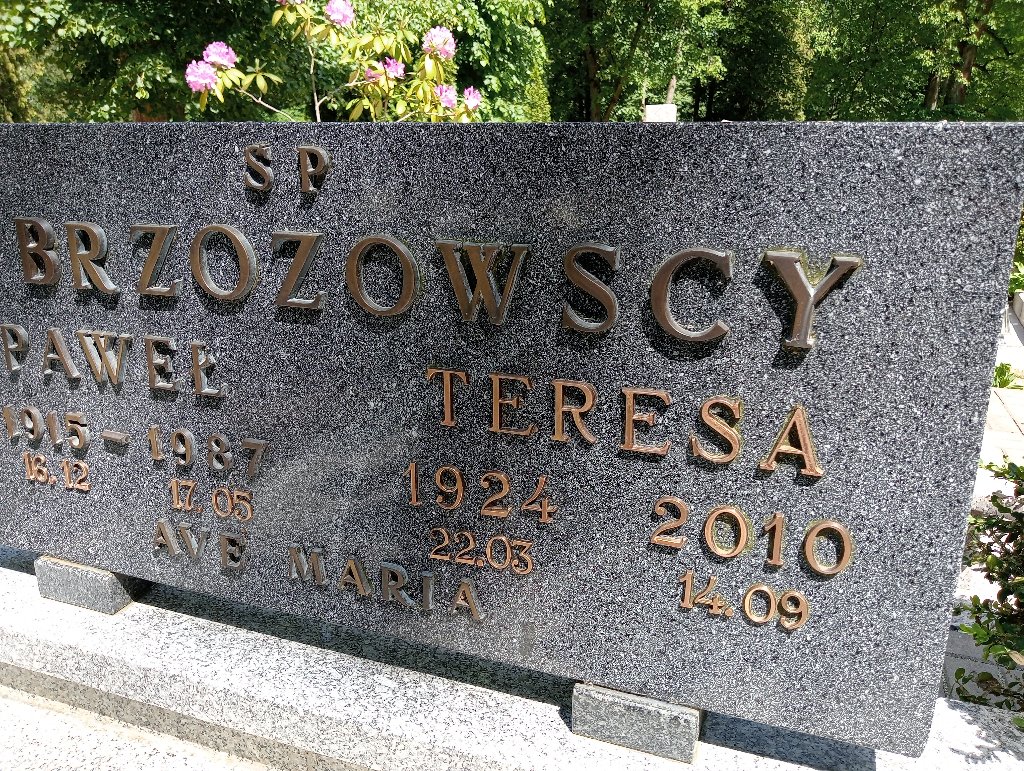 SP
BRZOZOWSCY
PAWEŁ TERESA
1915 – 1987 1924 2010
16.12 17.05 22.03 14.09
AVE MARIA